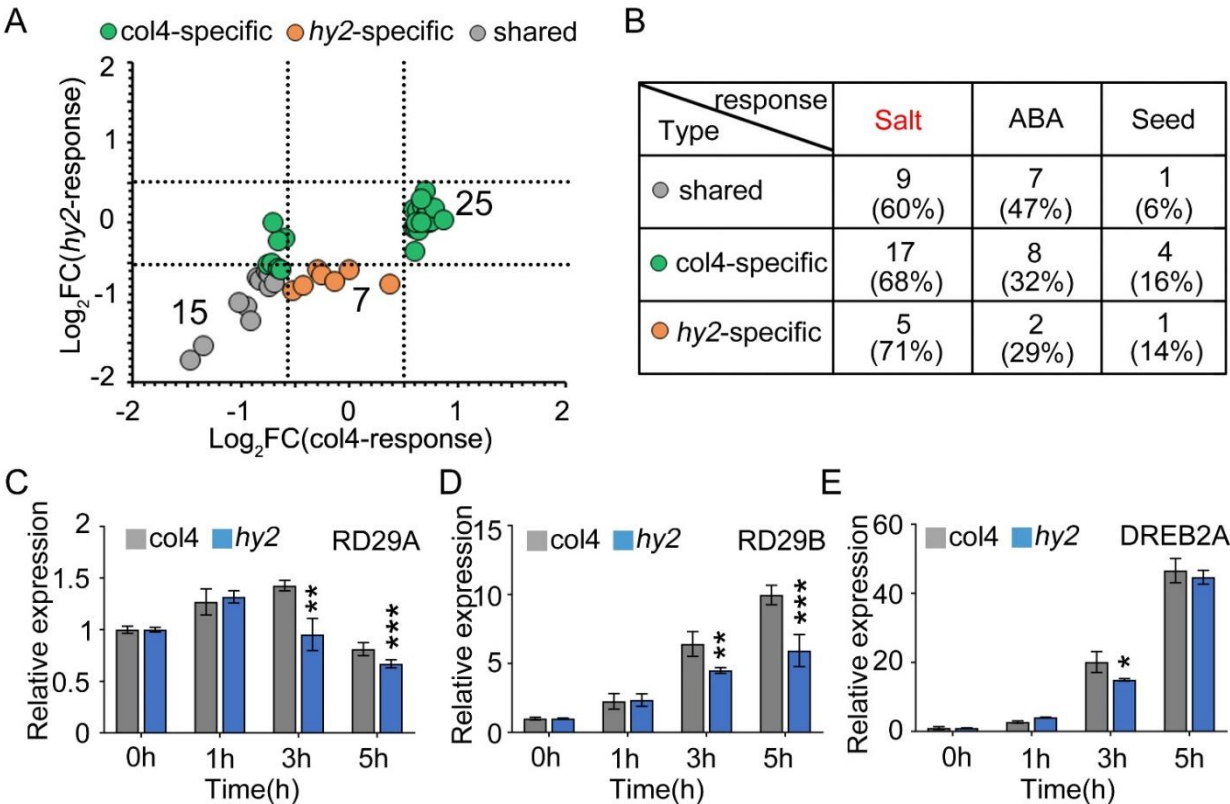 A
col4-specific hy2-specific shared
Log2FC(hy2-response)
2
1
0
-1
-2
25
15
7
-2 -1 0 1 2
Log2FC(col4-response)
B
response
Type
Salt ABA Seed
shared 9 (60%) 7 (47%) 1 (6%)
col4-specific 17 (68%) 8 (32%) 4 (16%)
hy2-specific 5 (71%) 2 (29%) 1 (14%)
C
Relative expression
2
1.5
1
0.5
0
col4 hy2 RD29A
** ***
0h 1h 3h 5h
Time(h)
D
Relative expression
15
10
5
0
col4 hy2 RD29B
** ***
0h 1h 3h 5h
Time(h)
E
Relative expression
60
40
20
0
col4 hy2 DREB2A
*
0h 1h 3h 5h
Time(h)